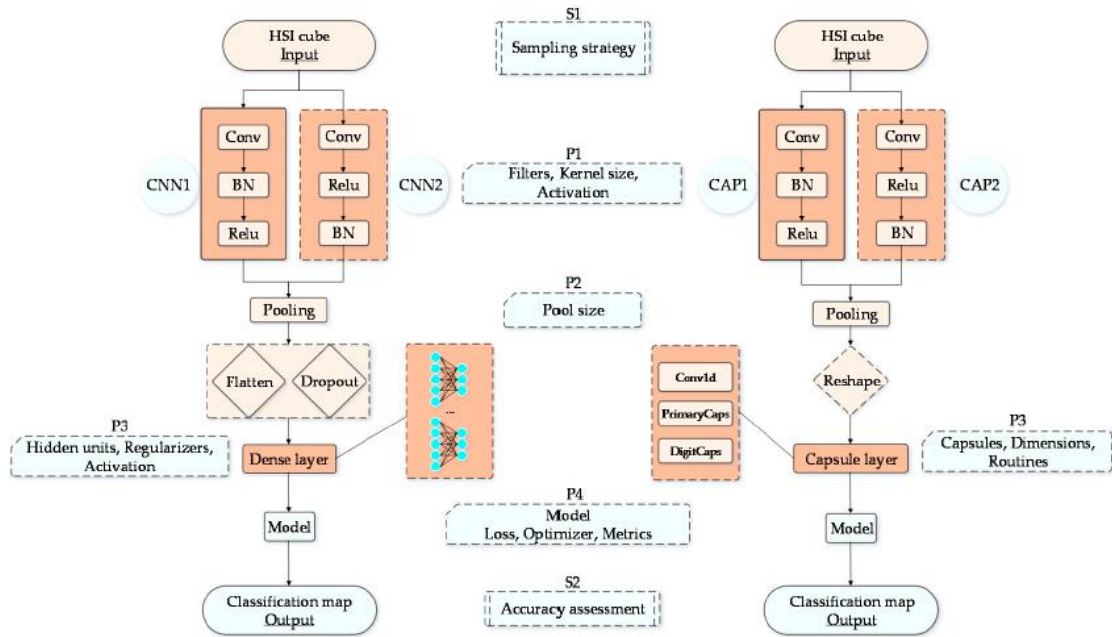 HSI cube
Input
S1
Sampling strategy
HSI cube
Input
CNN1
Conv
BN
Relu
Conv
Relu
BN
CNN2
P1
Filters, Kernel size,
Activation
CAP1
Conv
BN
Relu
Conv
Relu
BN
CAP2
Pooling
P2
Pool size
Pooling
Flatten
Dropout
...
Conv1d
PrimaryCaps
DigitCaps
Reshape
P3
Hidden units, Regularizers,
Activation
Dense layer
Capsule layer
P3
Capsules, Dimensions,
Routines
Model
P4
Model
Loss, Optimizer, Metrics
Model
Classification map
Output
S2
Accuracy assessment
Classification map
Output